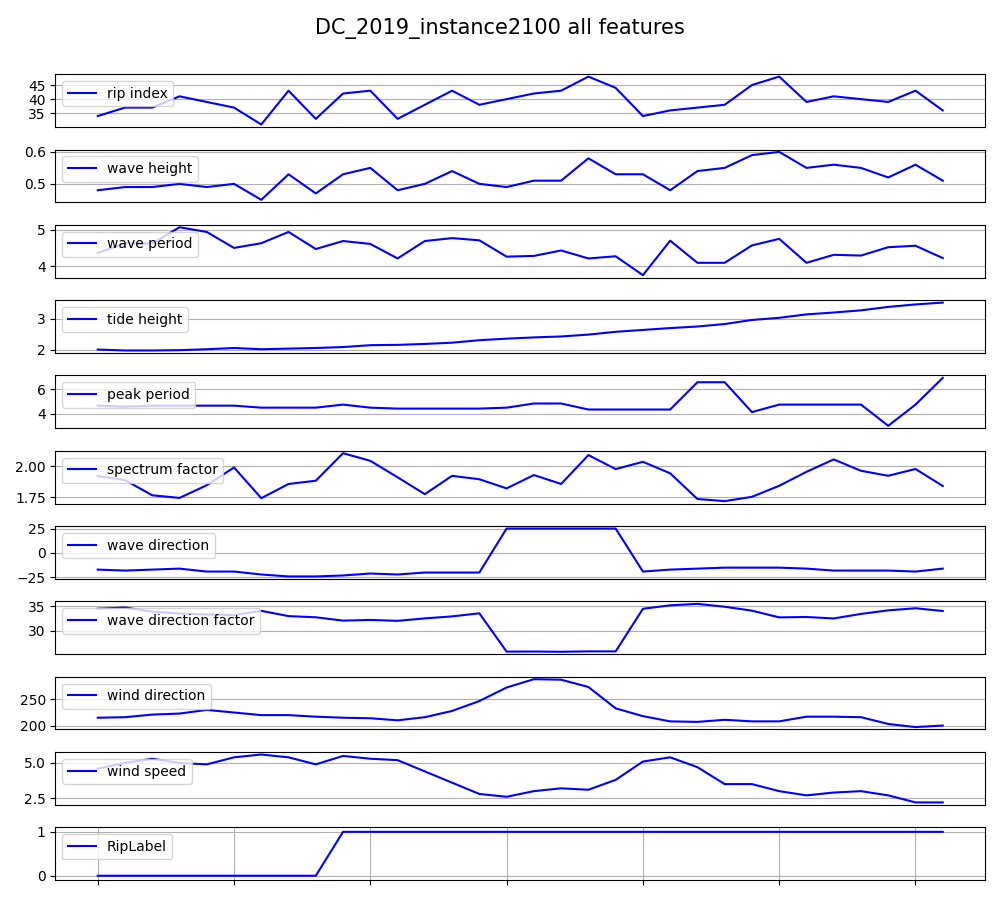 DC_2019_instance2100 all features
45
40
35
rip index
0.6
0.5
wave height
5
4
wave period
3
2
tide height
6
4
peak period
2.00
1.75
spectrum factor
25
0
−25
wave direction
35
30
wave direction factor
250
200
wind direction
5.0
2.5
wind speed
1
0
RipLabel